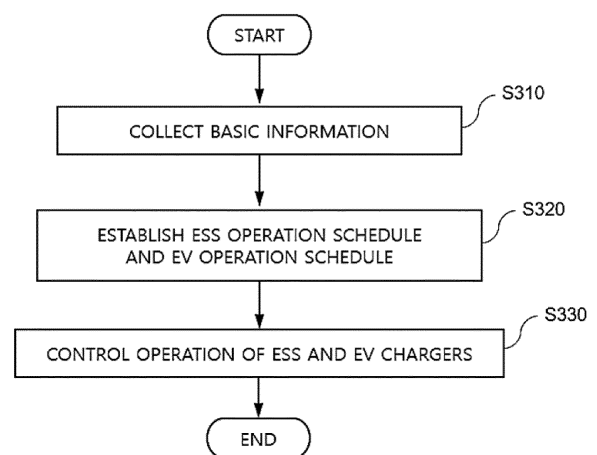 START
S310
COLLECT BASIC INFORMATION
S320
ESTABLISH ESS OPERATION SCHEDULE
AND EV OPERATION SCHEDULE
S330
CONTROL OPERATION OF ESS AND EV CHARGERS
END